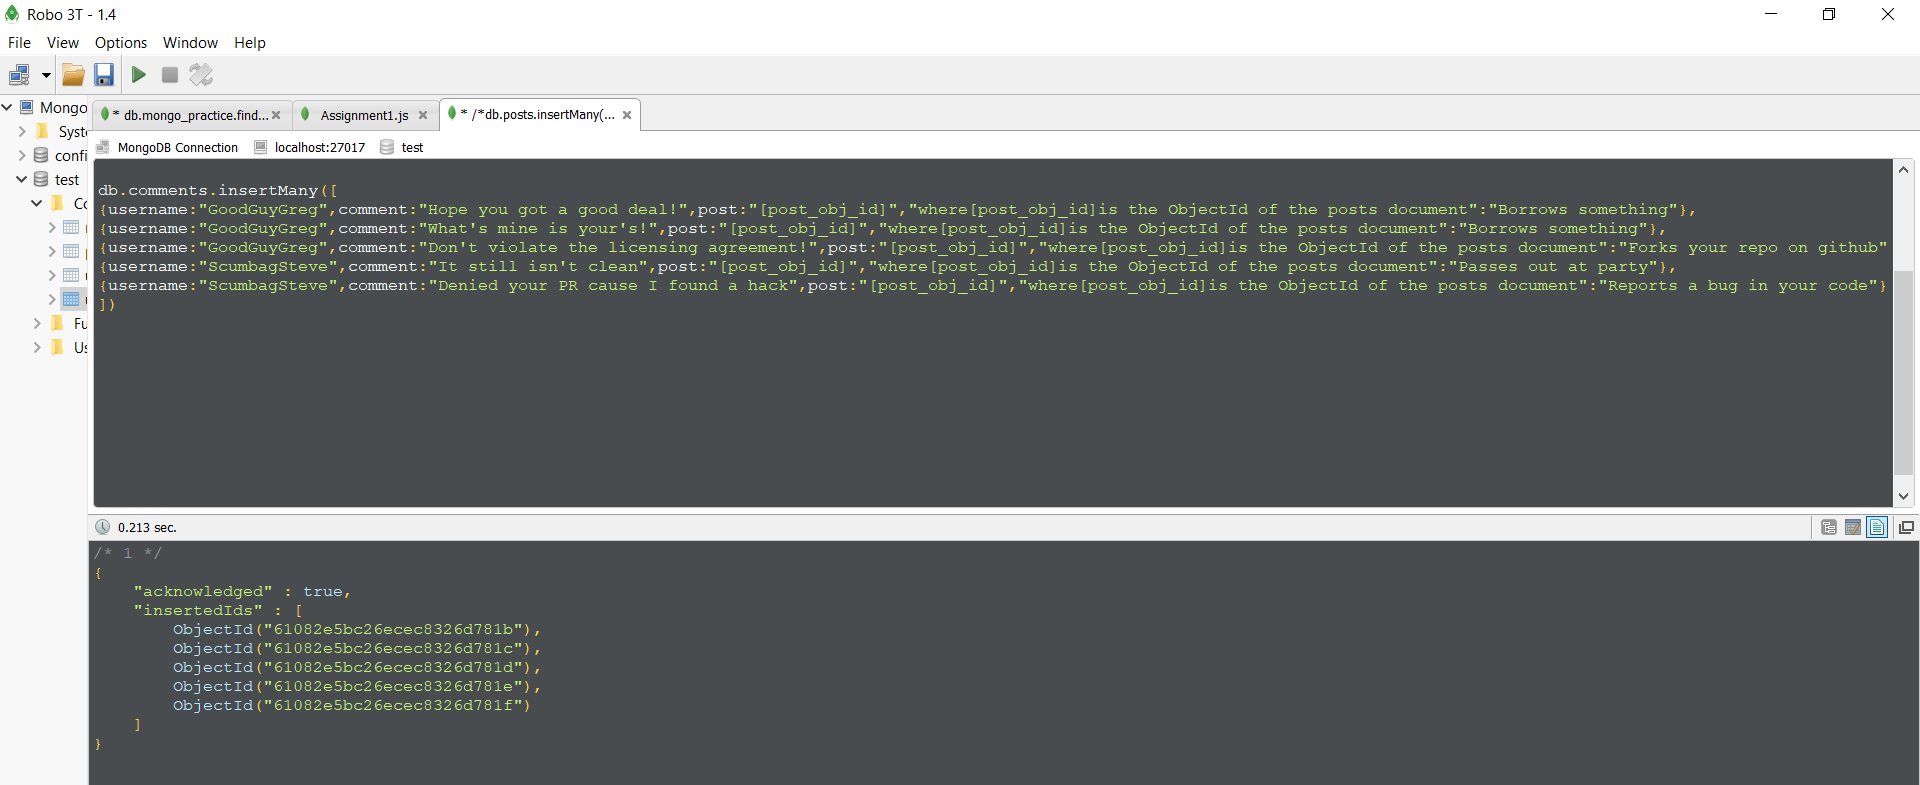 Robo 3T - 1.4
File View Options Window Help
Mongo
Syste
confi
test
Co
Fu
Us
* db.mongo_practice.find...
Assignment1.js
* /*db.posts.insertMany(...
MongoDB Connection localhost:27017 test
db.comments.insertMany([
{username:"GoodGuyGreg",comment:"Hope you got a good deal!",post:"[post_obj_id]","where[post_obj_id]is the ObjectId of the posts document":"Borrows something"},
{username:"GoodGuyGreg",comment:"What's mine is your's!",post:"[post_obj_id]","where[post_obj_id]is the ObjectId of the posts document":"Borrows something"},
{username:"GoodGuyGreg",comment:"Don't violate the licensing agreement!",post:"[post_obj_id]","where[post_obj_id]is the ObjectId of the posts document":"Forks your repo on github"
{username:"ScumbagSteve",comment:"It still isn't clean",post:"[post_obj_id]","where[post_obj_id]is the ObjectId of the posts document":"Passes out at party"},
{username:"ScumbagSteve",comment:"Denied your PR cause I found a hack",post:"[post_obj_id]","where[post_obj_id]is the ObjectId of the posts document":"Reports a bug in your code"}
])
0.213 sec.
/* 1 */
{
"acknowledged" : true,
"insertedIds" : [
ObjectId("61082e5bc26ecec8326d781b"),
ObjectId("61082e5bc26ecec8326d781c"),
ObjectId("61082e5bc26ecec8326d781d"),
ObjectId("61082e5bc26ecec8326d781e"),
ObjectId("61082e5bc26ecec8326d781f")
]
}